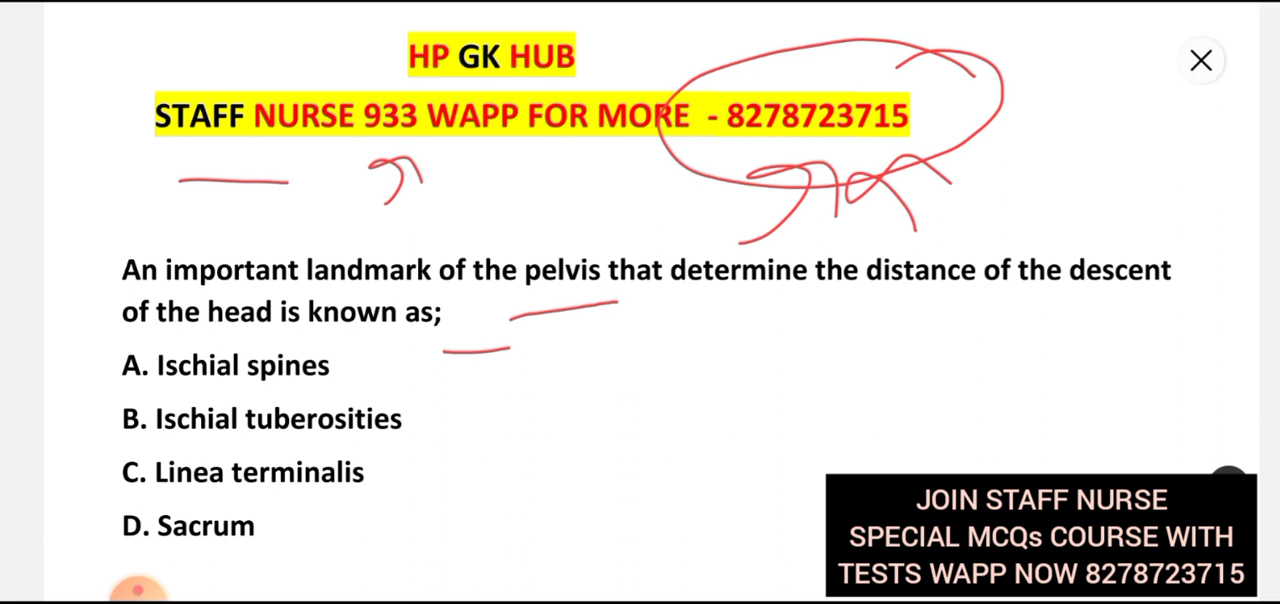 HP GK HUB
STAFF NURSE 933 WAPP FOR MORE - 8278723715
An important landmark of the pelvis that determine the distance of the descent
of the head is known as;
A. Ischial spines
B. Ischial tuberosities
C. Linea terminalis
D. Sacrum
JOIN STAFF NURSE
SPECIAL MCQs COURSE WITH
TESTS WAPP NOW 8278723715